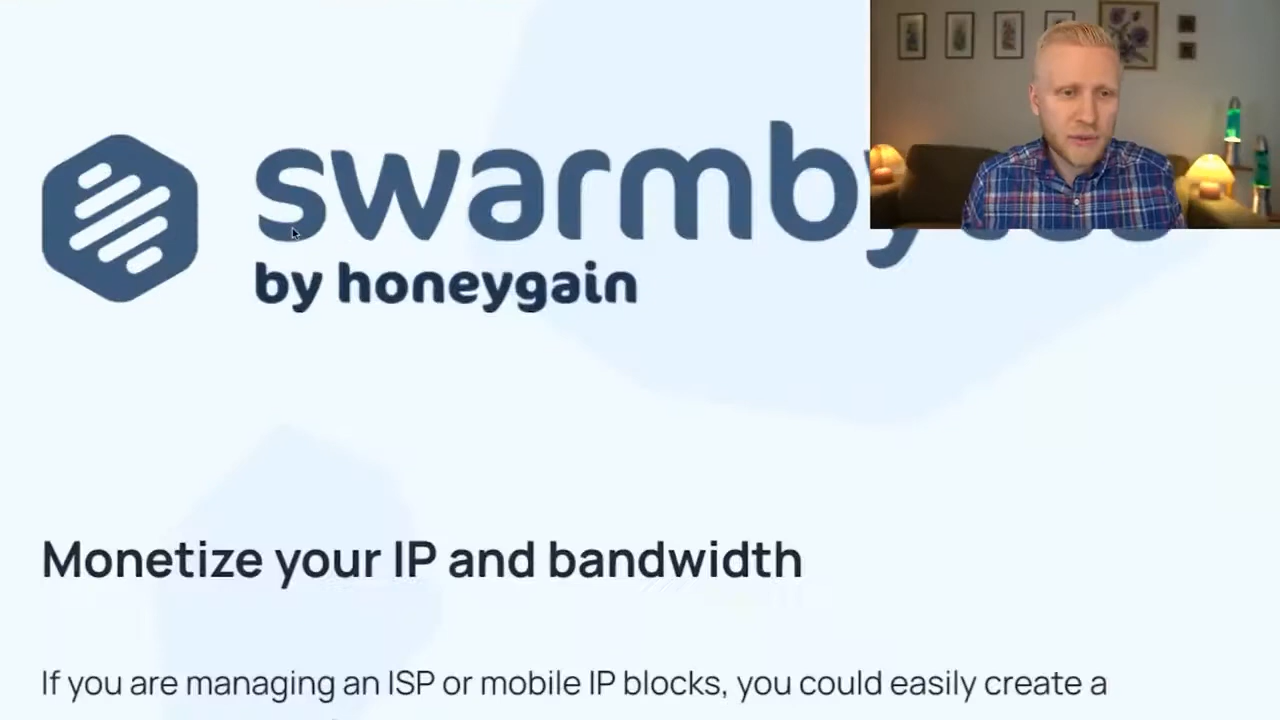 swarmb
by honeygain
Monetize your IP and bandwidth
If you are managing an ISP or mobile IP blocks, you could easily create a